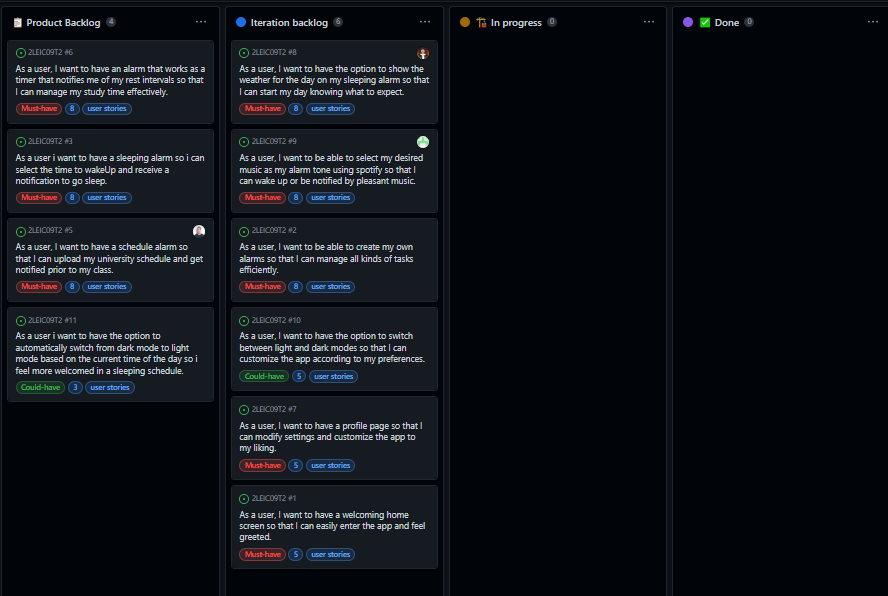 Product Backlog 4
2LEIC09T2 #6
As a user, I want to have an alarm that works as a
timer that notifies me of my rest intervals so that
I can manage my study time effectively.
Must-have 8 user stories
2LEIC09T2 #3
As a user i want to have a sleeping alarm so i can
select the time to wakeUp and receive a
notification to go sleep.
Must-have 8 user stories
2LEIC09T2 #5
As a user, I want to have a schedule alarm so
that I can upload my university schedule and get
notified prior to my class.
Must-have 8 user stories
2LEIC09T2 #11
As a user i want to have the option to
automatically switch from dark mode to light
mode based on the current time of the day so i
feel more welcomed in a sleeping schedule.
Could-have 3 user stories
Iteration backlog 6
2LEIC09T2 #8
As a user, I want to have the option to show the
weather for the day on my sleeping alarm so that
I can start my day knowing what to expect.
Must-have 8 user stories
2LEIC09T2 #9
As a user, I want to be able to select my desired
music as my alarm tone using spotify so that I
can wake up or be notified by pleasant music.
Must-have 8 user stories
2LEIC09T2 #2
As a user, I want to be able to create my own
alarms so that I can manage all kinds of tasks
efficiently.
Must-have 8 user stories
2LEIC09T2 #10
As a user, I want to have the option to switch
between light and dark modes so that I can
customize the app according to my preferences.
Could-have 5 user stories
2LEIC09T2 #7
As a user, I want to have a profile page so that I
can modify settings and customize the app to
my liking.
Must-have 5 user stories
2LEIC09T2 #1
As a user, I want to have a welcoming home
screen so that I can easily enter the app and feel
greeted.
Must-have 5 user stories
In progress 0
Done 0